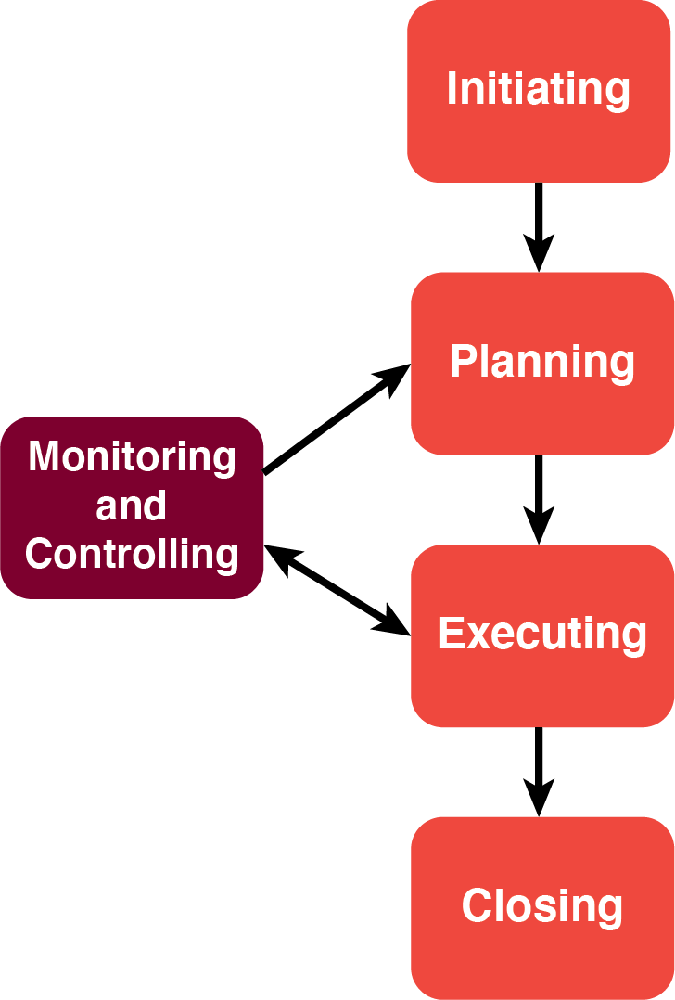 Initiating
Planning
Monitoring
and
Controlling
Executing
Closing